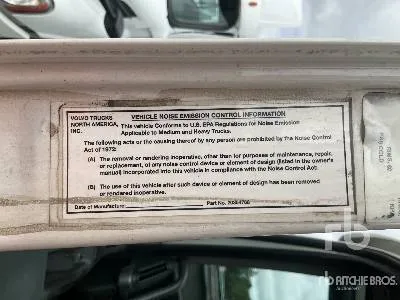 VOLVO TRUCKS
NORTH AMERICA,
INC.
VEHICLE NOISE EMISSION CONTROL INFORMATION
This vehicle Conforms to U.S. EPA Regulations for Noise Emission
Applicable to Medium and Heavy Trucks.
The following acts or the causing thereof by any person are prohibited by the Noise Control
Act of 1972:
(A) The removal or rendering inoperative, other than for purposes of maintenance, repair,
or replacement, of any noise control device or element of design (listed in the owner's
manual) incorporated into this vehicle in compliance with the Noise Control Act;
(B) The use of this vehicle after such device or element of design has been removed
or rendered inoperative.
Date of Manufacture
Part No.
rb
RITCHIE BROS.
Auctioneers